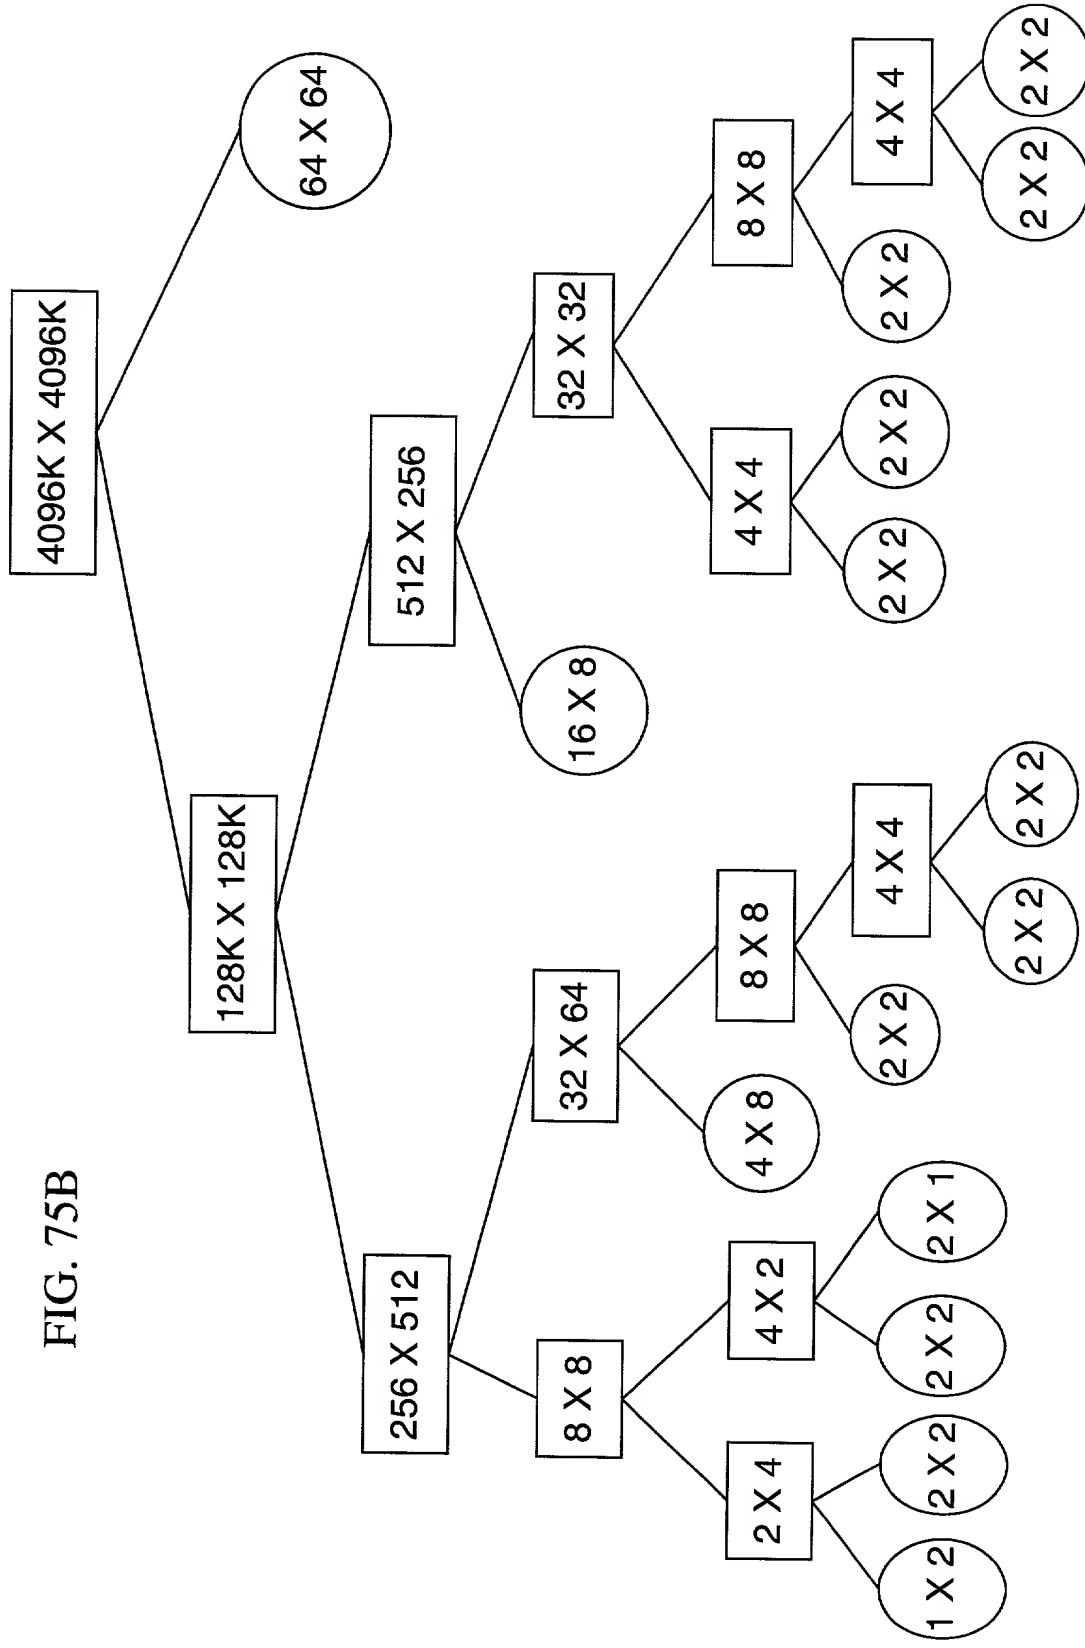 FIG. 75B
4096K X 4096K
128K X 128K
64 X 64
256 X 512
512 X 256
8 X 8
32 X 64
16 X 8
32 X 32
2 X 4
4 X 2
4 X 8
8 X 8
4 X 4
8 X 8
1 X 2
2 X 2
2 X 2
2 X 1
2 X 2
4 X 4
2 X 2
2 X 2
2 X 2
4 X 4
2 X 2
2 X 2
2 X 2
2 X 2